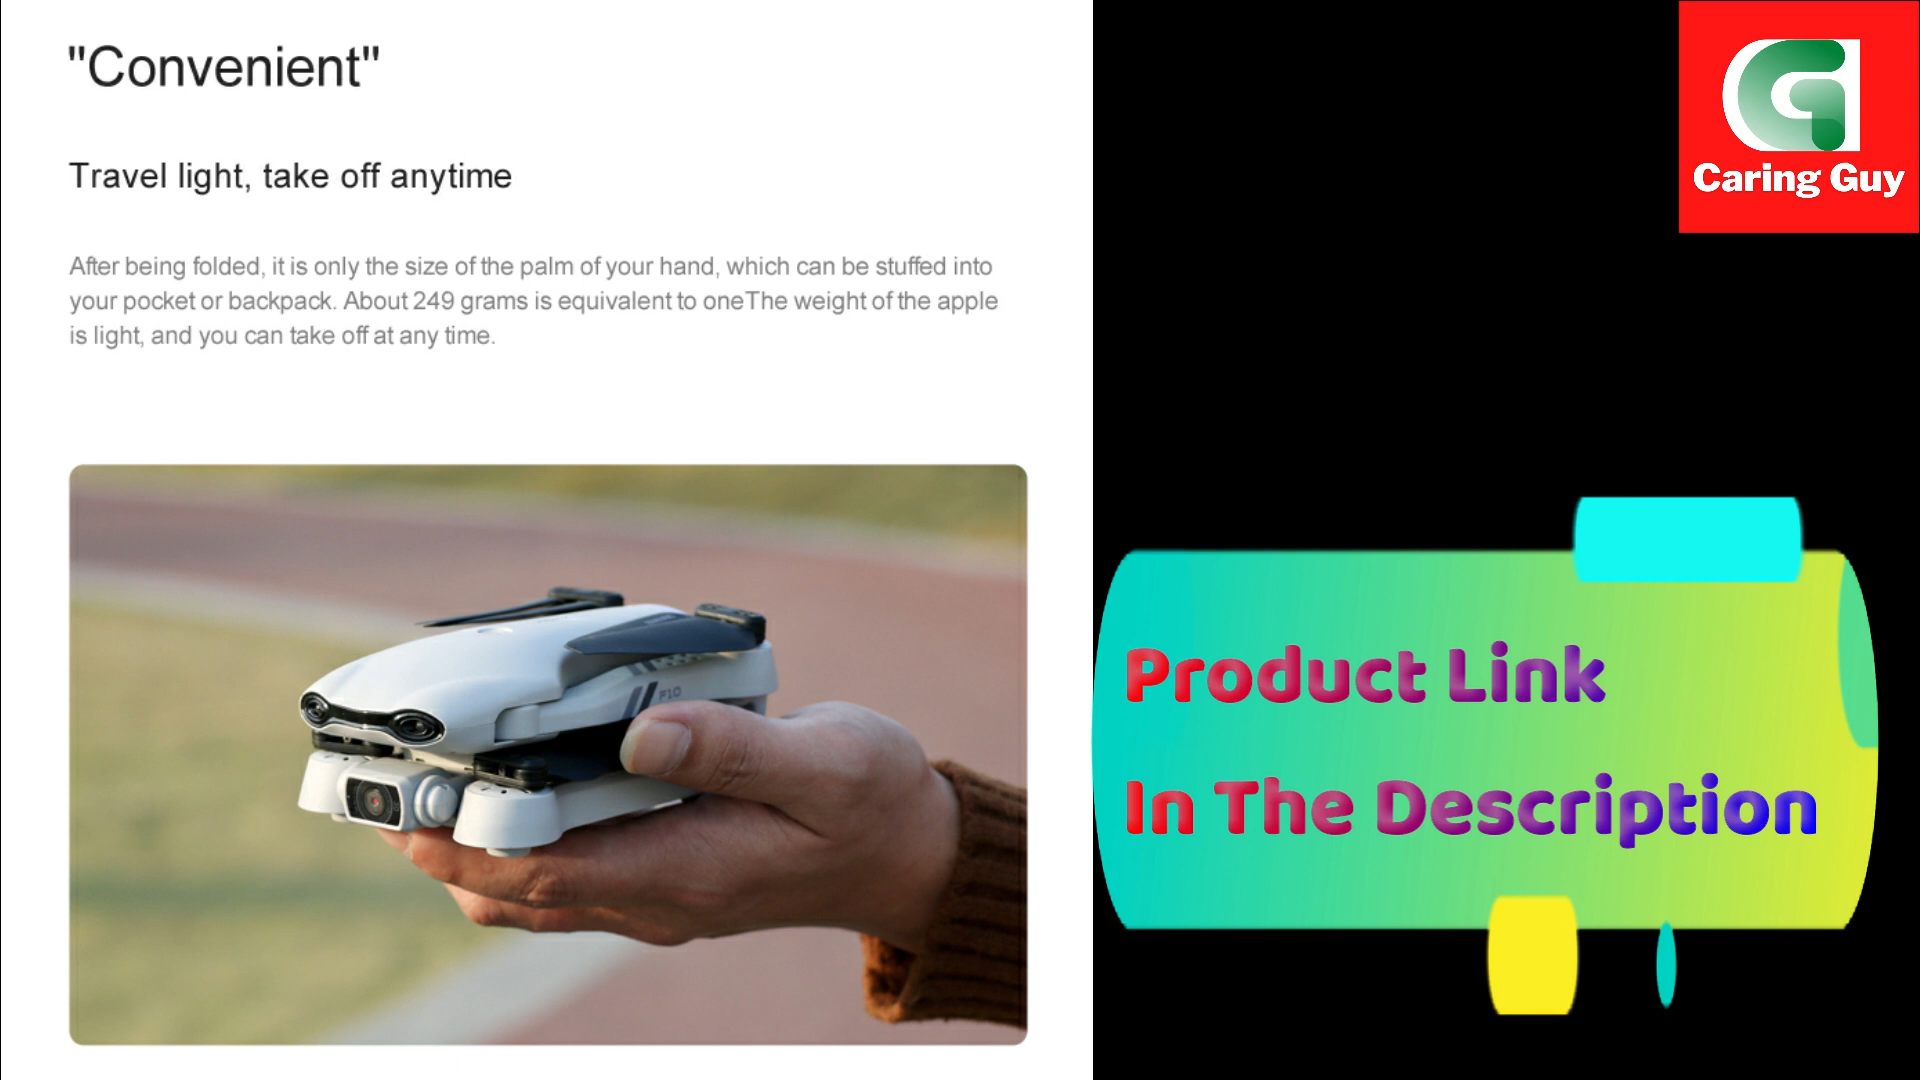 "Convenient"
Travel light, take off anytime
After being folded, it is only the size of the palm of your hand, which can be stuffed into
your pocket or backpack. About 249 grams is equivalent to oneThe weight of the apple
is light, and you can take off at any time.
F10
Caring Guy
Product Link
In The Description